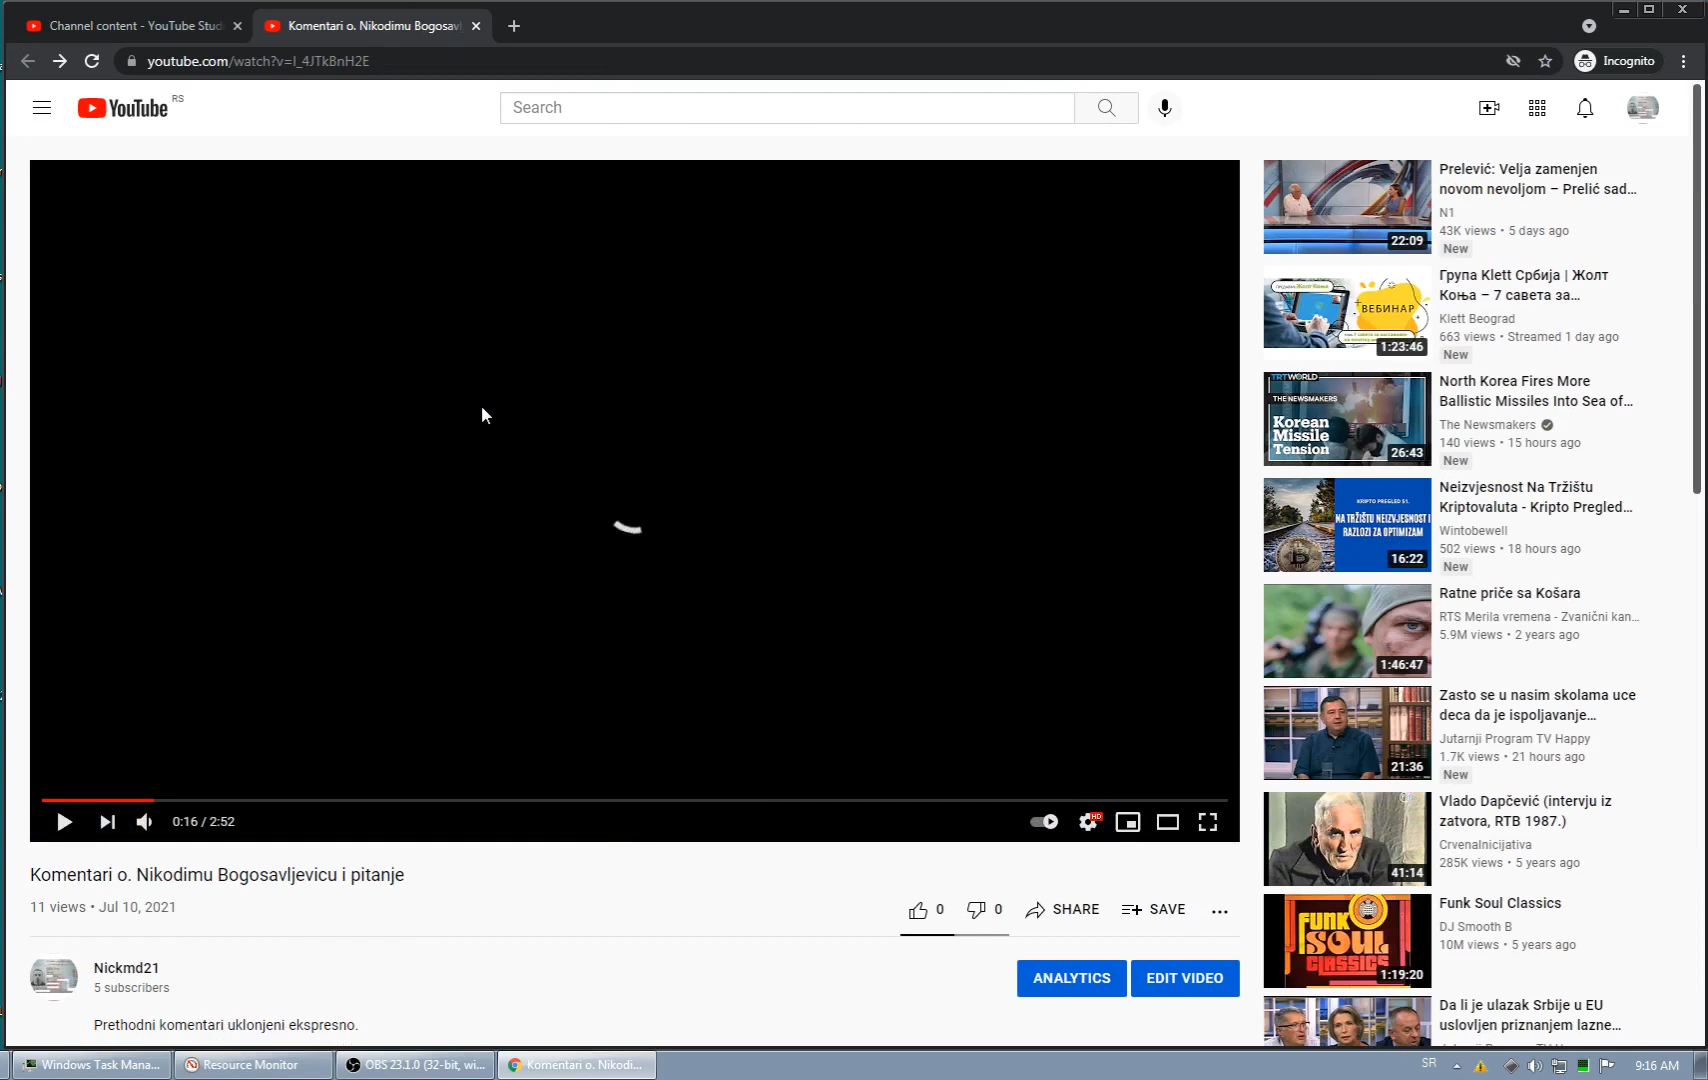 Channel content - YouTube Stud
Komentari o. Nikodimu Bogosavl
youtube.com/watch?v=I_4JTkBnH2E
Incognito
YouTube RS
Search
0:16 / 2:52
HD
Komentari o. Nikodimu Bogosavljevicu i pitanje
11 views • Jul 10, 2021
0 0 SHARE SAVE
Nickmd21
5 subscribers
ANALYTICS EDIT VIDEO
Prethodni komentari uklonjeni ekspresno.
22:09
Prelević: Velja zamenjen
novom nevoljom – Prelić sad...
N1
43K views • 5 days ago
New
ВЕБИНАР
1:23:46
Група Klett Србија | Жолт
Коња – 7 савета за...
Klett Beograd
663 views • Streamed 1 day ago
New
TRTWORLD
THE NEWSMAKERS
Korean
Missile
Tension
26:43
North Korea Fires More
Ballistic Missiles Into Sea of...
The Newsmakers
140 views • 15 hours ago
New
KRIPTO PREGLED 51.
NA TRŽIŠTU NEIZVJESNOST I
RAZLOZI ZA OPTIMIZAM
16:22
Neizvjesnost Na Tržištu
Kriptovaluta - Kripto Pregled...
Wintobewell
502 views • 18 hours ago
New
1:46:47
Ratne priče sa Košara
RTS Merila vremena - Zvanični kan...
5.9M views • 2 years ago
21:36
Zasto se u nasim skolama uce
deca da je ispoljavanje...
Jutarnji Program TV Happy
1.7K views • 21 hours ago
New
41:14
Vlado Dapčević (intervju iz
zatvora, RTB 1987.)
CrvenaInicijativa
285K views • 5 years ago
FUNK
SOUL
CLASSICS
1:19:20
Funk Soul Classics
DJ Smooth B
10M views • 5 years ago
Da li je ulazak Srbije u EU
uslovljen priznanjem lazne...
Windows Task Mana...
Resource Monitor
OBS 23.1.0 (32-bit, wi...
Komentari o. Nikodi...
SR
9:16 AM